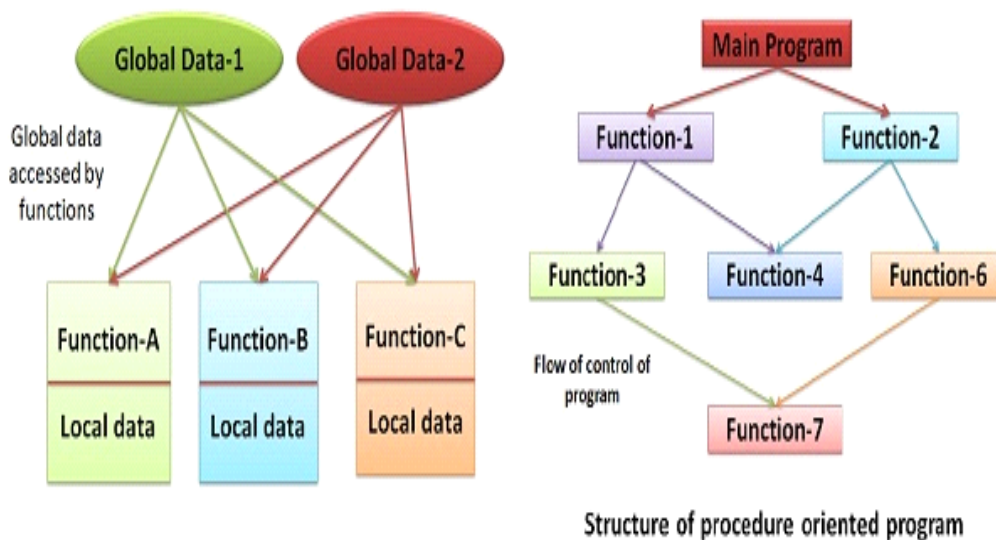 Global Data-1
Global Data-2
Global data
accessed by
functions
Function-A
Function-B
Function-C
Local data
Local data
Local data
Main Program
Function-1
Function-2
Function-3
Function-4
Function-6
Flow of control of
program
Function-7
Structure of procedure oriented program